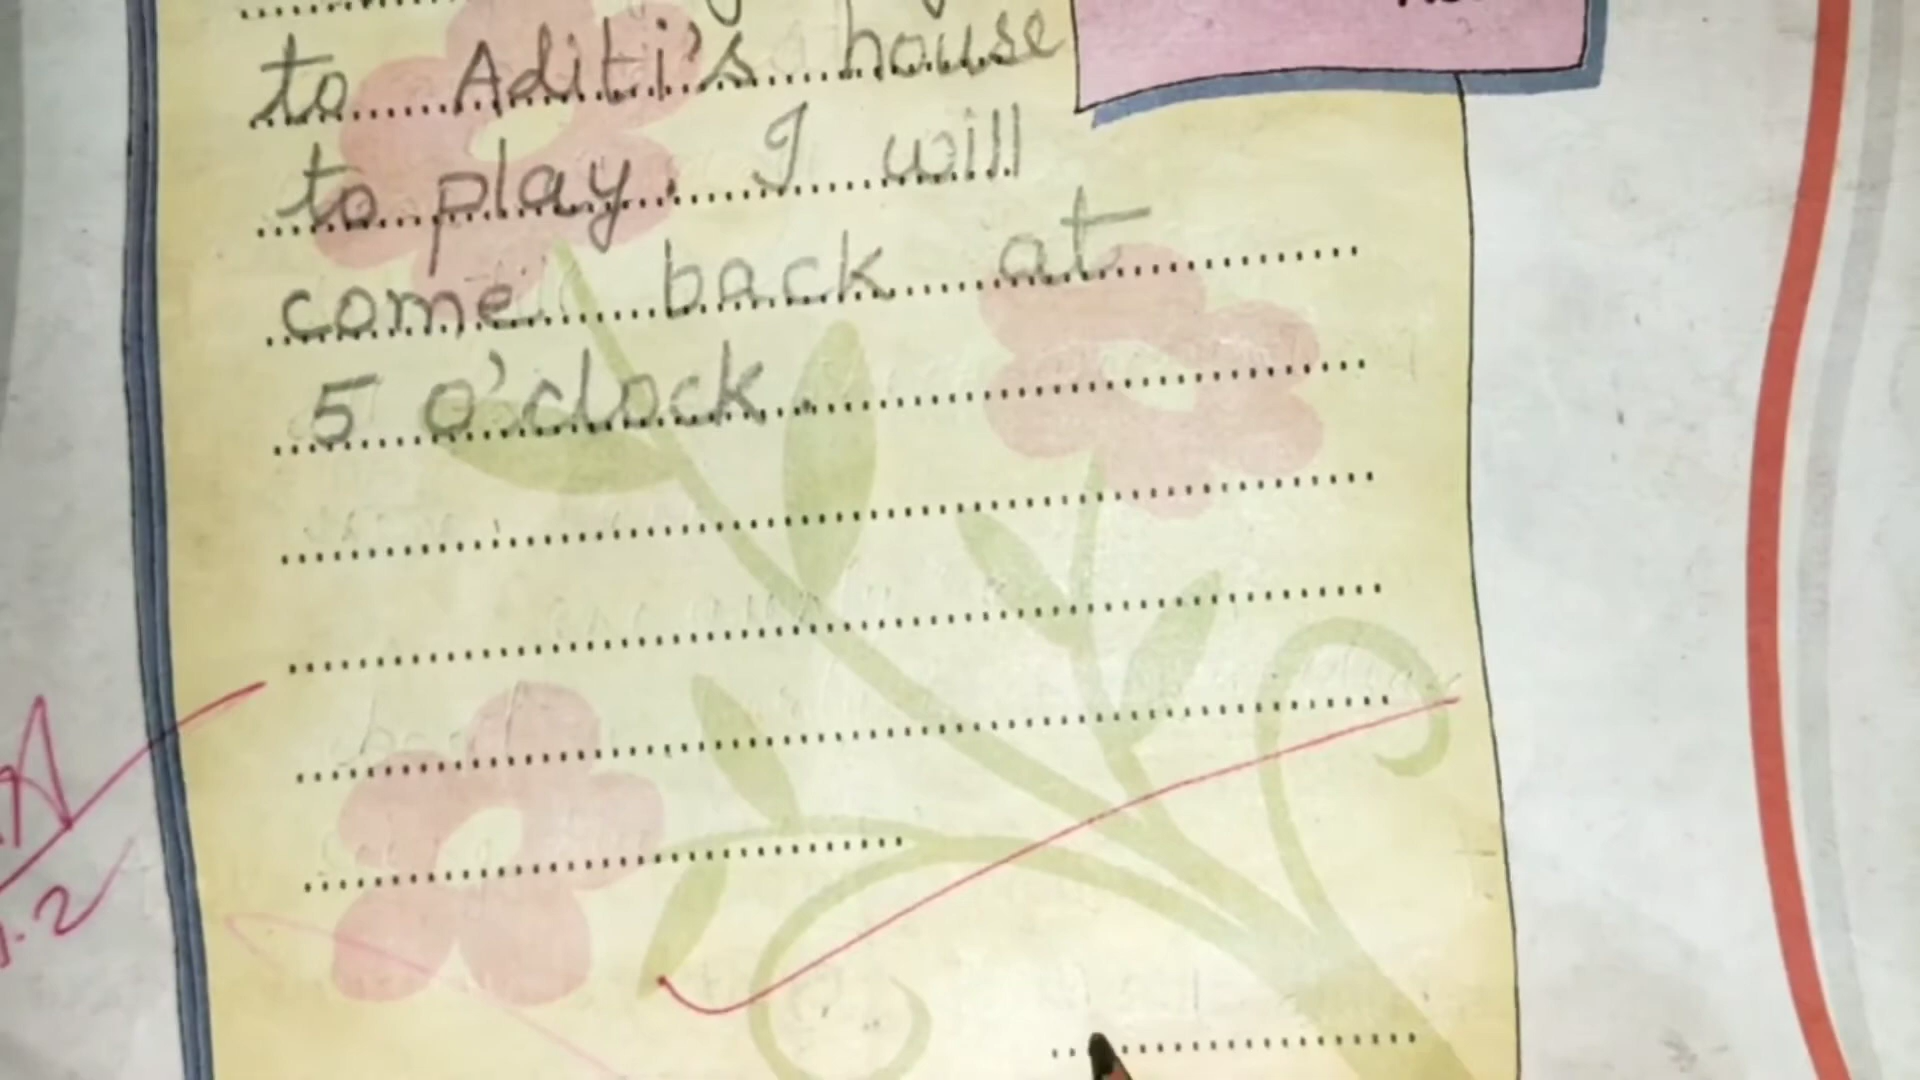 to Aditi's house
to play. I will
come back at
5 o'clock.